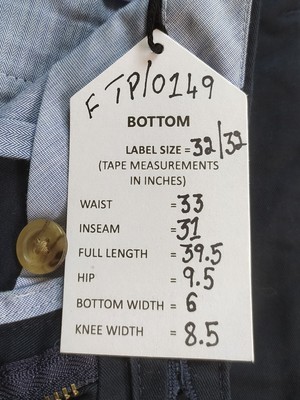 F TP/0149
BOTTOM
LABEL SIZE = 32/32
(TAPE MEASUREMENTS
IN INCHES)
WAIST = 33
INSEAM = 31
FULL LENGTH = 39.5
HIP = 9.5
BOTTOM WIDTH = 6
KNEE WIDTH = 8.5